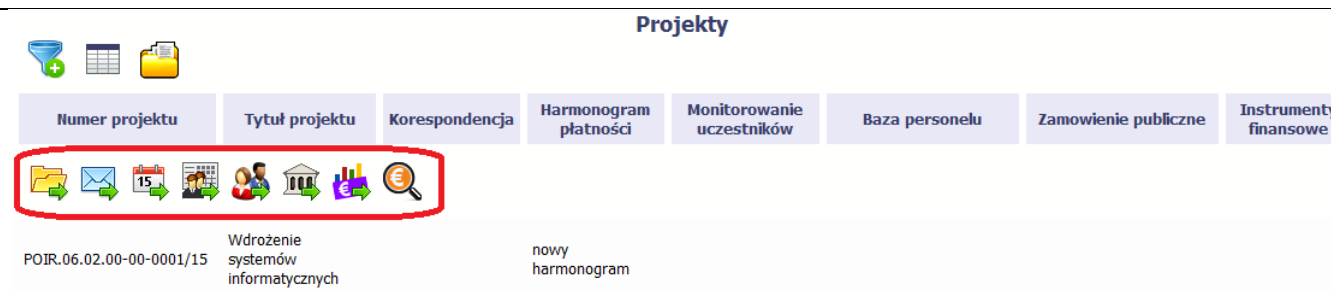 Projekty
Numer projektu
Tytuł projektu
Korespondencja
Harmonogram
płatności
Monitorowanie
uczestników
Baza personelu
Zamowienie publiczne
Instrumenty
finansowe
15
POIR.06.02.00-00-0001/15
Wdrożenie
systemów
informatycznych
nowy
harmonogram